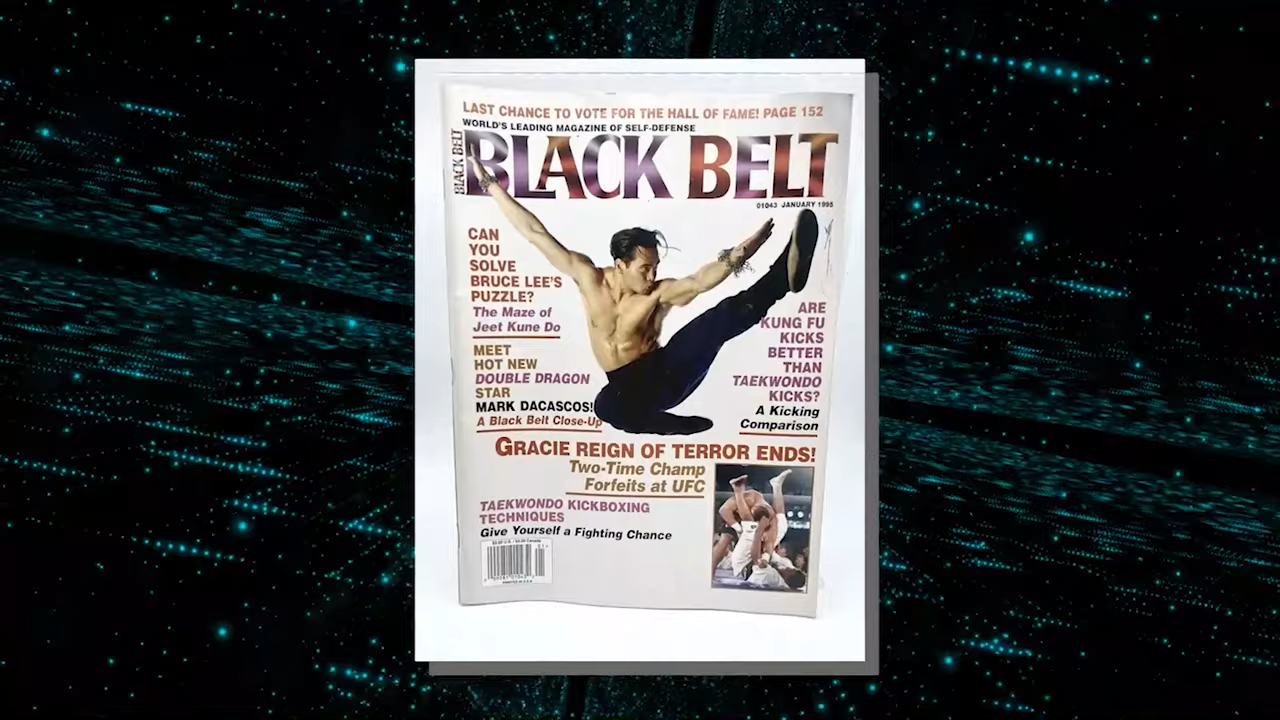 LAST CHANCE TO VOTE FOR THE HALL OF FAME! PAGE 152
WORLD'S LEADING MAGAZINE OF SELF-DEFENSE
BLACK BELT
BLACK BELT
01043 JANUARY 1995
CAN
YOU
SOLVE
BRUCE LEE'S
PUZZLE?
The Maze of
Jeet Kune Do
MEET
HOT NEW
DOUBLE DRAGON
STAR
MARK DACASCOS!
A Black Belt Close-Up
ARE
KUNG FU
KICKS
BETTER
THAN
TAEKWONDO
KICKS?
A Kicking
Comparison
GRACIE REIGN OF TERROR ENDS!
Two-Time Champ
Forfeits at UFC
TAEKWONDO KICKBOXING
TECHNIQUES
Give Yourself a Fighting Chance